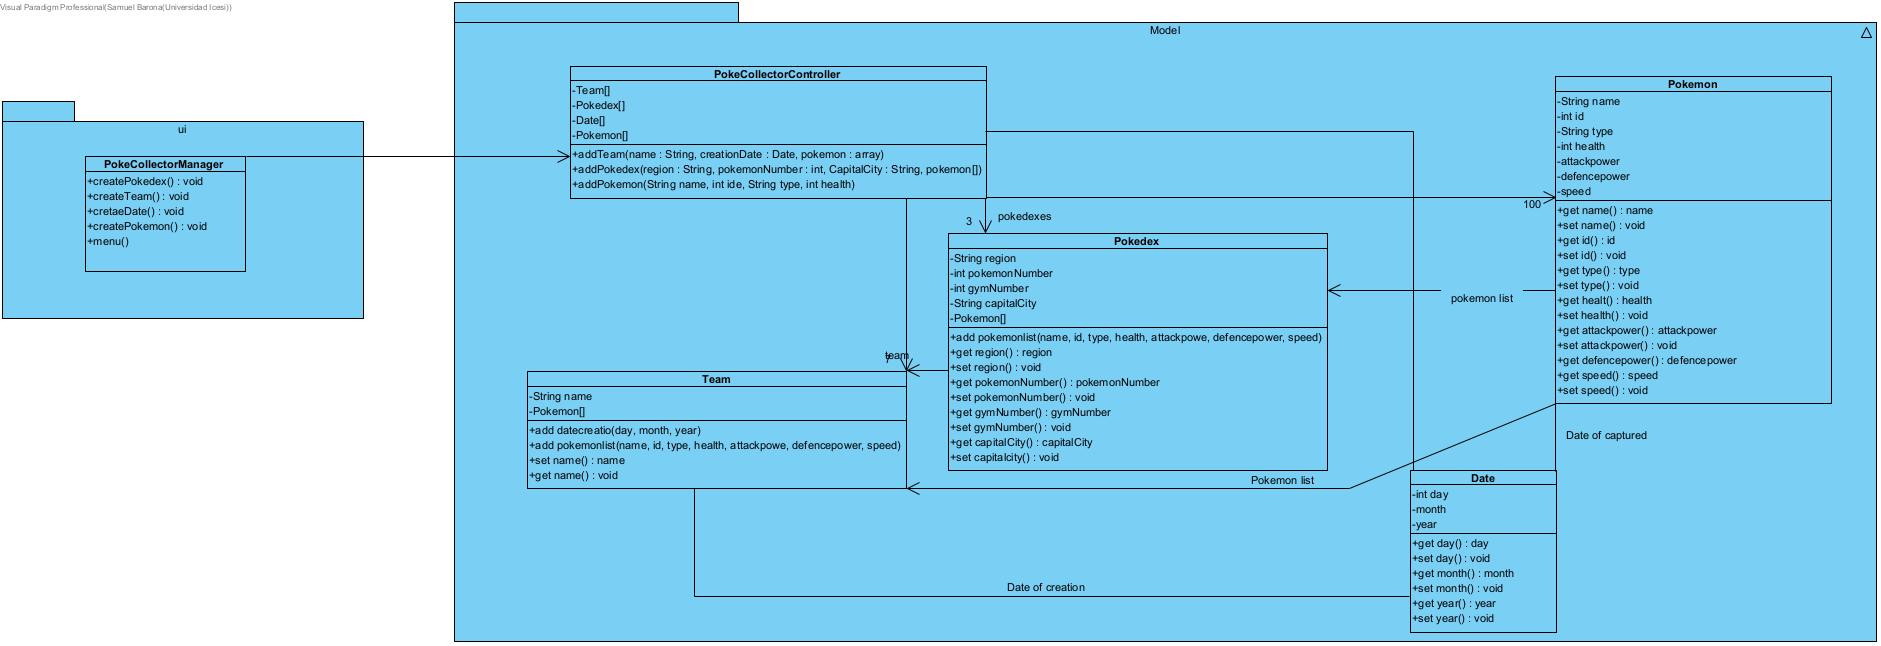 Visual Paradigm Professional(Samuel Barona(Universidad Icesi))
ui
PokeCollectorManager
+createPokedex() : void
+createTeam() : void
+cretaeDate() : void
+createPokemon() : void
+menu()
Model
PokeCollectorController
-Team[]
-Pokedex[]
-Date[]
-Pokemon[]
+addTeam(name : String, creationDate : Date, pokemon : array)
+addPokedex(region : String, pokemonNumber : int, CapitalCity : String, pokemon[])
+addPokemon(String name, int ide, String type, int health)
3
pokedexes
100
Pokedex
-String region
-int pokemonNumber
-int gymNumber
-String capitalCity
-Pokemon[]
+add pokemonlist(name, id, type, health, attackpowe, defencepower, speed)
+get region() : region
+set region() : void
+get pokemonNumber() : pokemonNumber
+set pokemonNumber() : void
+get gymNumber() : gymNumber
+set gymNumber() : void
+get capitalCity() : capitalCity
+set capitalcity() : void
team
7
Team
-String name
-Pokemon[]
+add datecreatio(day, month, year)
+add pokemonlist(name, id, type, health, attackpowe, defencepower, speed)
+set name() : name
+get name() : void
Pokemon
-String name
-int id
-String type
-int health
-attackpower
-defencepower
-speed
+get name() : name
+set name() : void
+get id() : id
+set id() : void
+get type() : type
+set type() : void
+get healt() : health
+set health() : void
+get attackpower() : attackpower
+set attackpower() : void
+get defencepower() : defencepower
+get speed() : speed
+set speed() : void
pokemon list
Date of captured
Pokemon list
Date
-int day
-month
-year
+get day() : day
+set day() : void
+get month() : month
+set month() : void
+get year() : year
+set year() : void
Date of creation